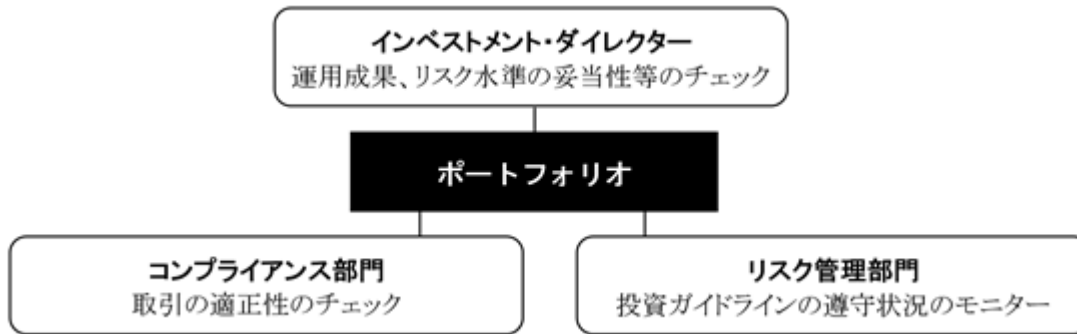 インベストメント・ダイレクター
運用成果、リスク水準の妥当性等のチェック
ポートフォリオ
コンプライアンス部門
取引の適正性のチェック
リスク管理部門
投資ガイドラインの遵守状況のモニター